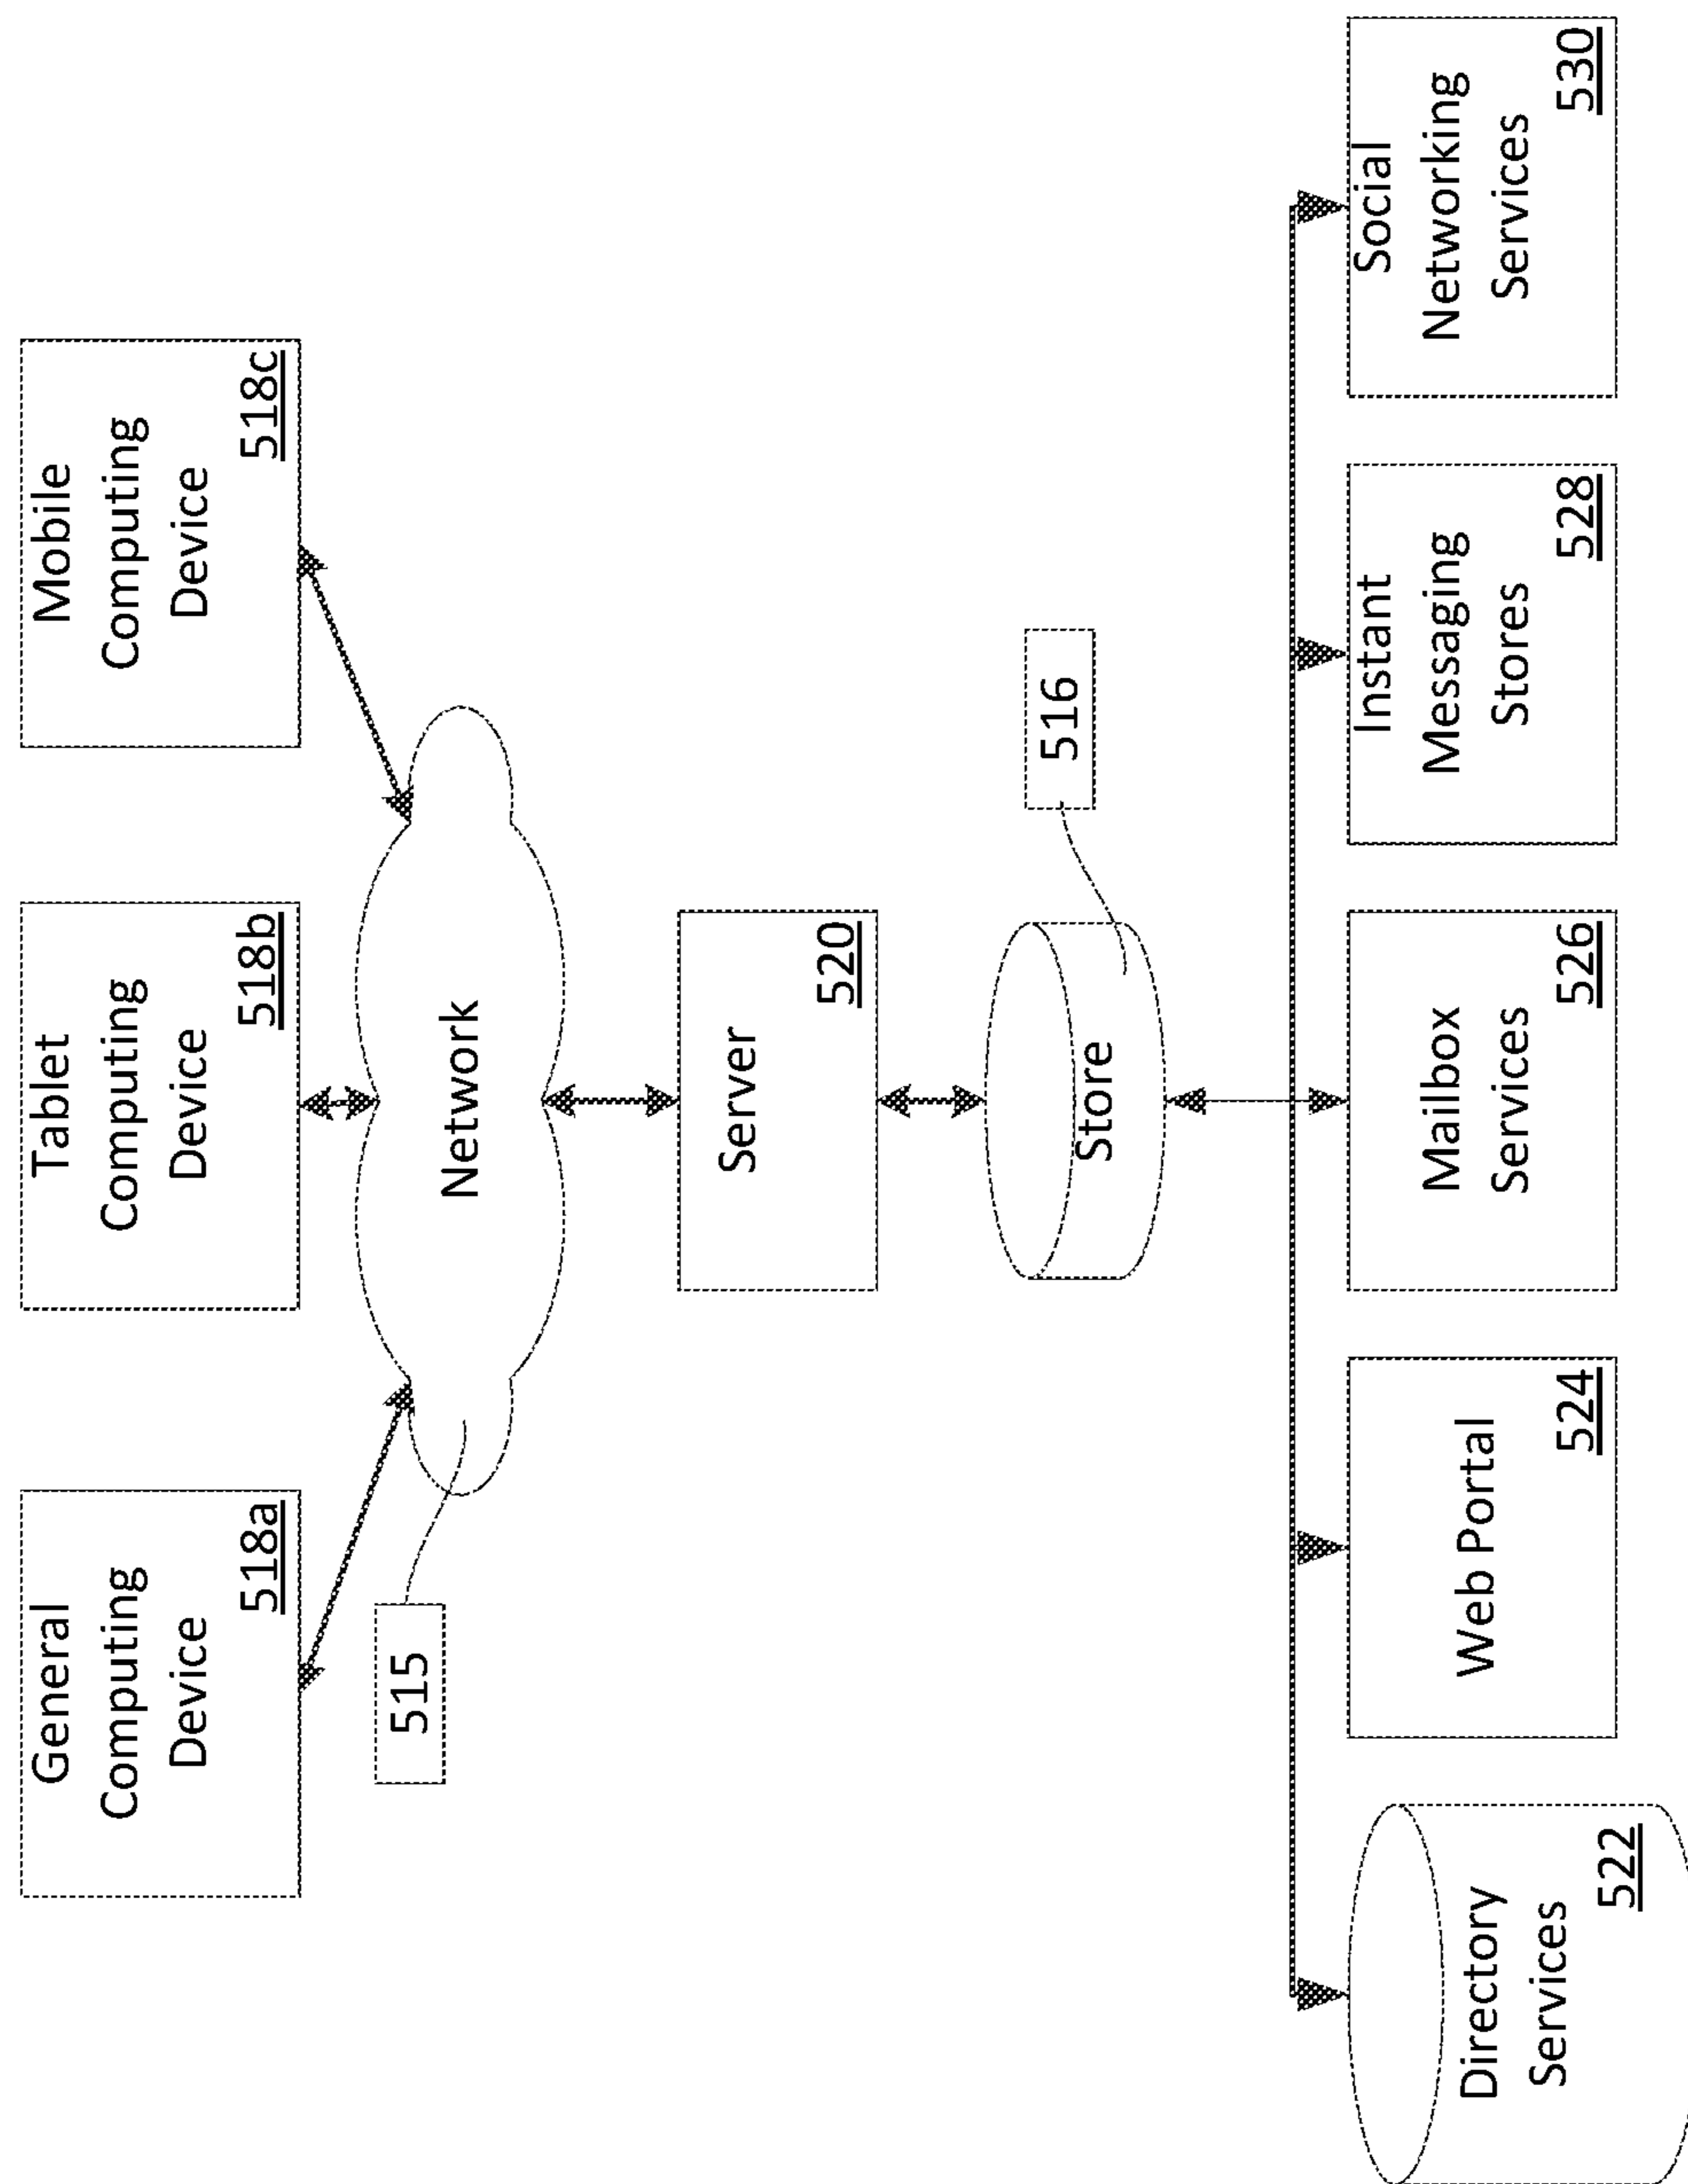 General
Computing
Device
518a
Tablet
Computing
Device
518b
Mobile
Computing
Device
518c
515
Network
Server
520
Store
516
Directory
Services
522
Web Portal
524
Mailbox
Services
526
Instant
Messaging
Stores
528
Social
Networking
Services
530